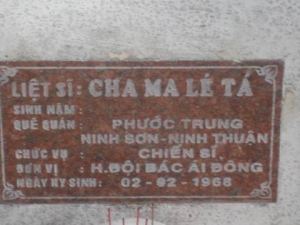 LIỆT SĨ : CHA MA LÉ TÁ
SINH NĂM :
QUÊ QUÁN : PHƯỚC TRUNG
NINH SƠN-NINH THUẬN
CHỨC VỤ : CHIẾN SĨ
ĐƠN VỊ : H.ĐỘI BÁC ÁI ĐÔNG
NGÀY HY SINH: 02-02-1968